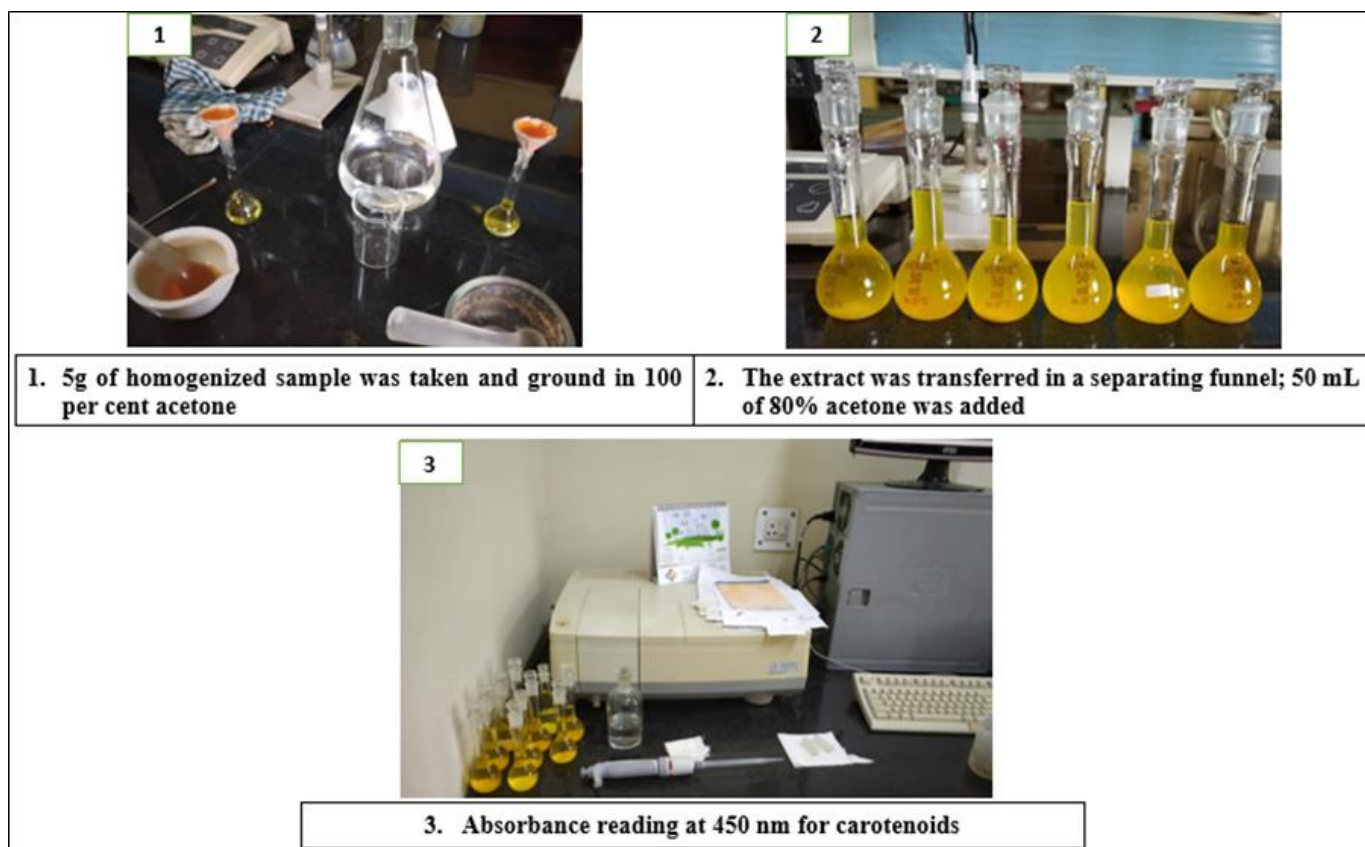 1
2
1. 5g of homogenized sample was taken and ground in 100
per cent acetone
2. The extract was transferred in a separating funnel; 50 mL
of 80% acetone was added
3
3. Absorbance reading at 450 nm for carotenoids